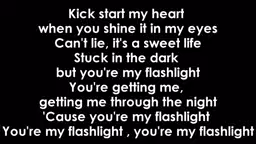 Kick start my heart
when you shine it in my eyes
Can't lie, it's a sweet life
Stuck in the dark
but you're my flashlight
You're getting me,
getting me through the night
'Cause you're my flashlight
You're my flashlight , you're my flashlight